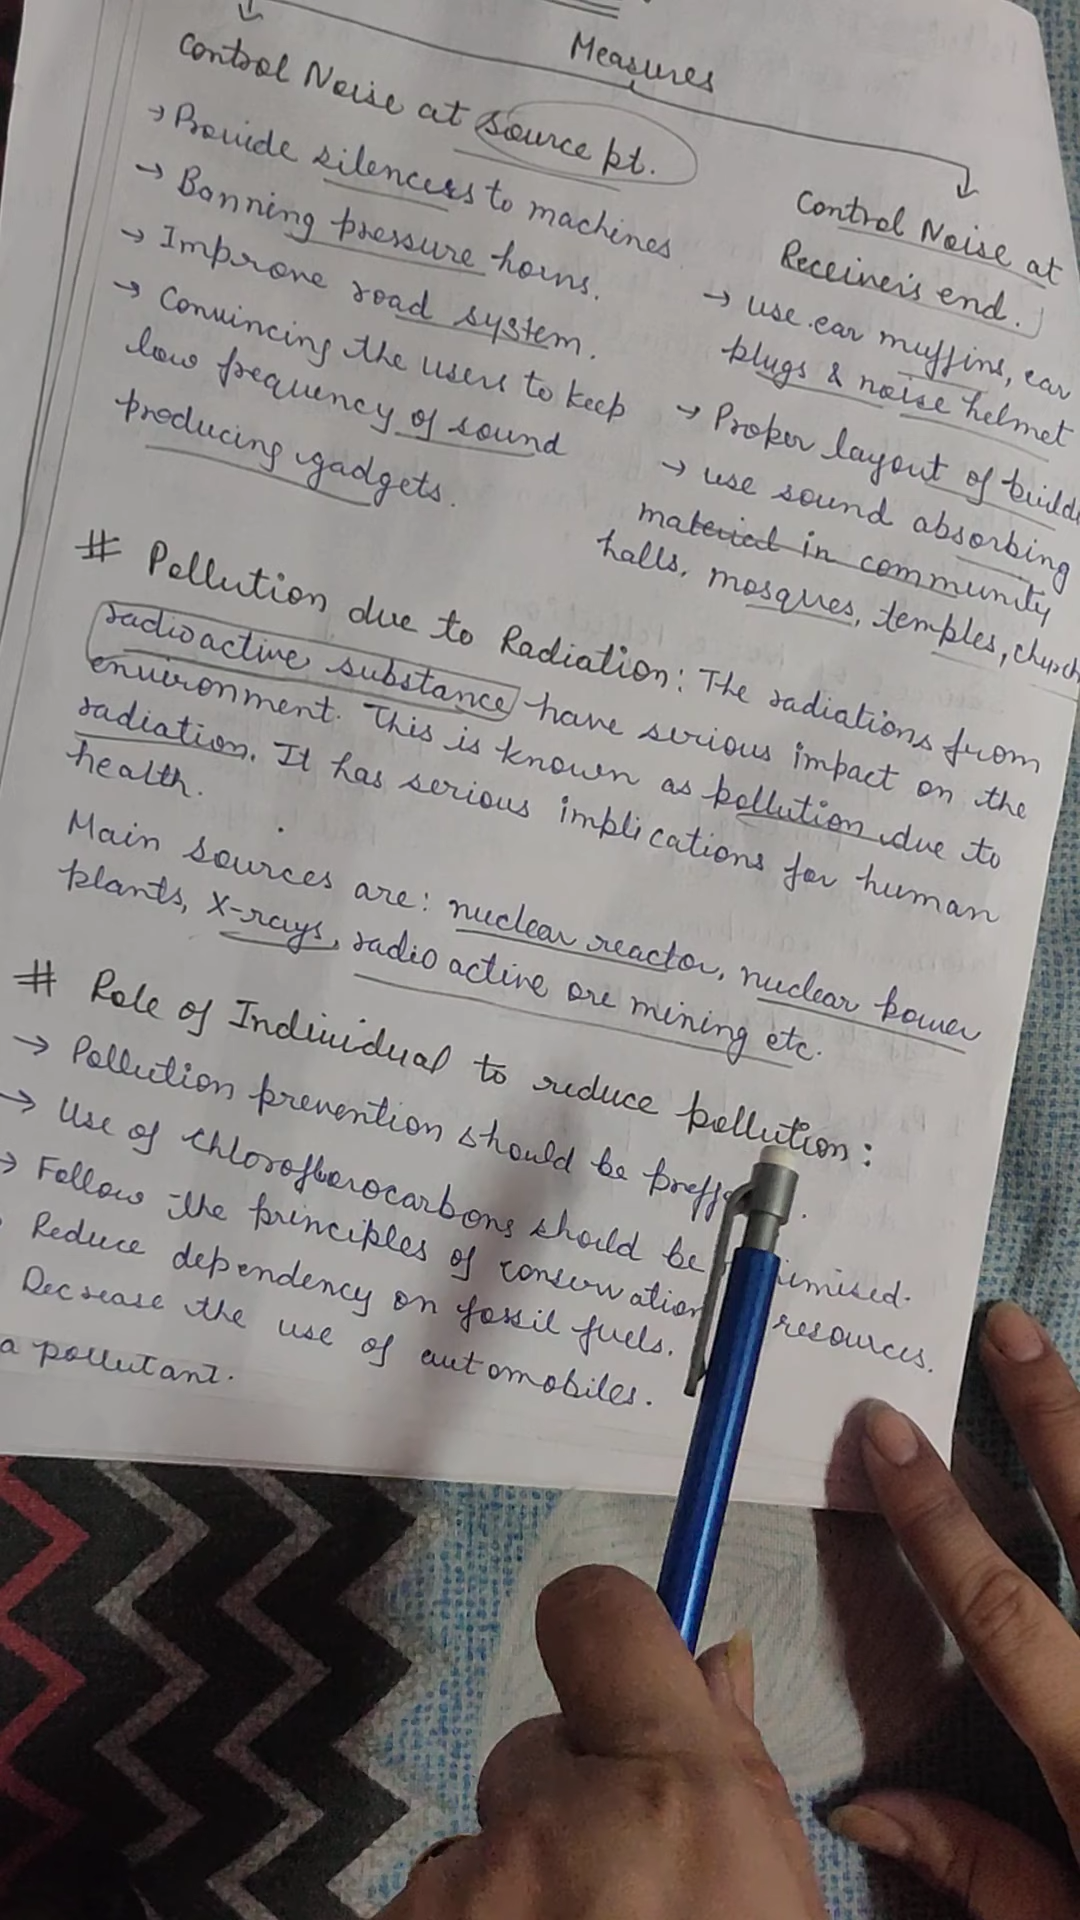 Measures
Control Noise at source pt.
→ Provide silencers to machines
→ Banning pressure horns.
→ Improve road system.
→ Convincing the users to keep
low frequency of sound
producing gadgets.
Control Noise at
Receiver's end.
→ use ear muffins, ear
plugs & noise helmet
→ Proper layout of
→ use sound absorbing
material in community
halls, mosques, temples,
# Pollution due to Radiation: The radiations from
radioactive substance have serious impact on the
environment. This is known as pollution due to
radiation. It has serious implications for human
health.
Main sources are: nuclear reactor, nuclear power
plants, X-rays, radio active ore mining etc.
# Role of Individual to reduce pollution:
→ Pollution prevention should be
→ Use of Chloroflourocarbons should be
→ Follow the principles of conservation resources.
Reduce dependency on fossil fuels.
Decrease the use of automobiles.
a pollutant.